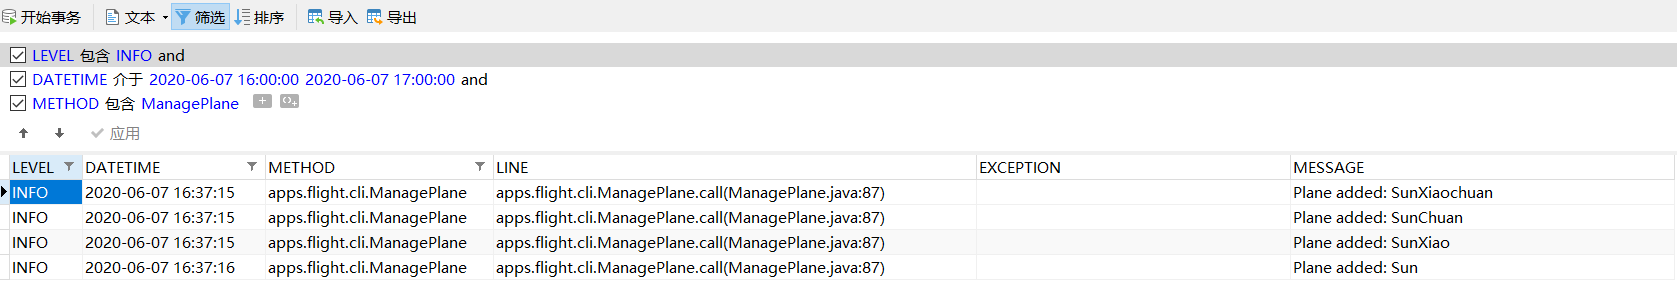 开始事务 文本 筛选 排序 导入 导出
LEVEL 包含 INFO and
DATETIME 介于 2020-06-07 16:00:00 2020-06-07 17:00:00 and
METHOD 包含 ManagePlane
应用
LEVEL DATETIME METHOD LINE EXCEPTION MESSAGE
INFO 2020-06-07 16:37:15 apps.flight.cli.ManagePlane apps.flight.cli.ManagePlane.call(ManagePlane.java:87) Plane added: SunXiaochuan
INFO 2020-06-07 16:37:15 apps.flight.cli.ManagePlane apps.flight.cli.ManagePlane.call(ManagePlane.java:87) Plane added: SunChuan
INFO 2020-06-07 16:37:15 apps.flight.cli.ManagePlane apps.flight.cli.ManagePlane.call(ManagePlane.java:87) Plane added: SunXiao
INFO 2020-06-07 16:37:16 apps.flight.cli.ManagePlane apps.flight.cli.ManagePlane.call(ManagePlane.java:87) Plane added: Sun